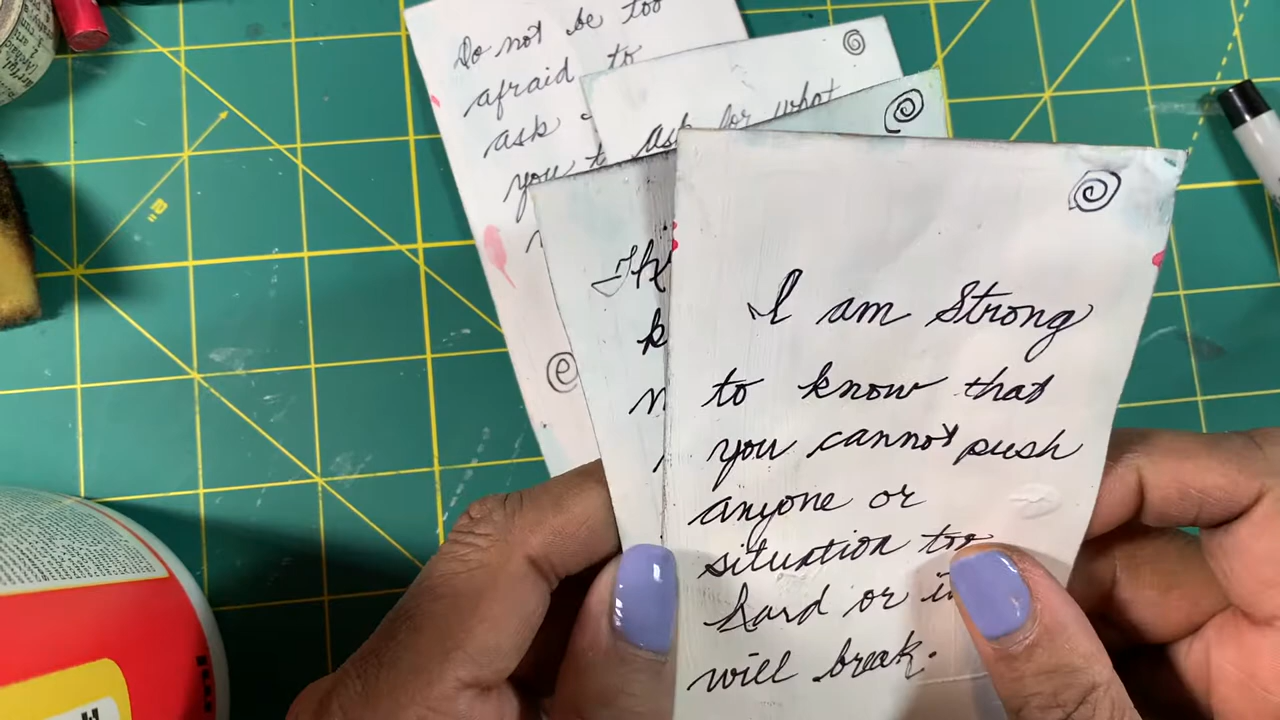 Do not be too
afraid to
ask
you
ask for what
I am Strong
to know that
you cannot push
anyone or
situation too
hard or
will break.